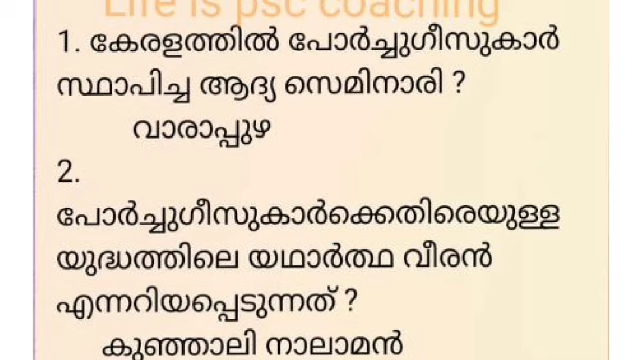 Life is psc coaching
1. കേരളത്തിൽ പോർച്ചുഗീസുകാർ
സ്ഥാപിച്ച ആദ്യ സെമിനാരി ?
വാരാപ്പുഴ
2.
പോർച്ചുഗീസുകാർക്കെതിരെയുള്ള
യുദ്ധത്തിലെ യഥാർത്ഥ വീരൻ
എന്നറിയപ്പെടുന്നത് ?
കുഞ്ഞാലി നാലാമൻ